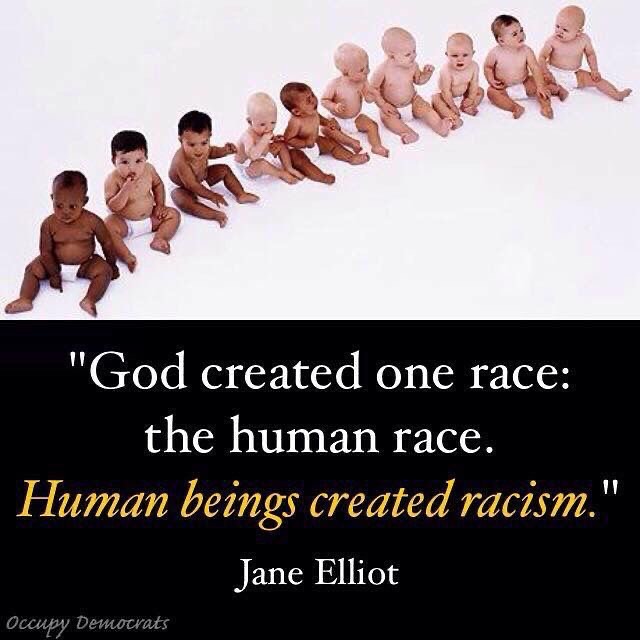 "God created one race:
the human race.
Human beings created racism."
Jane Elliot
Occupy Democrats